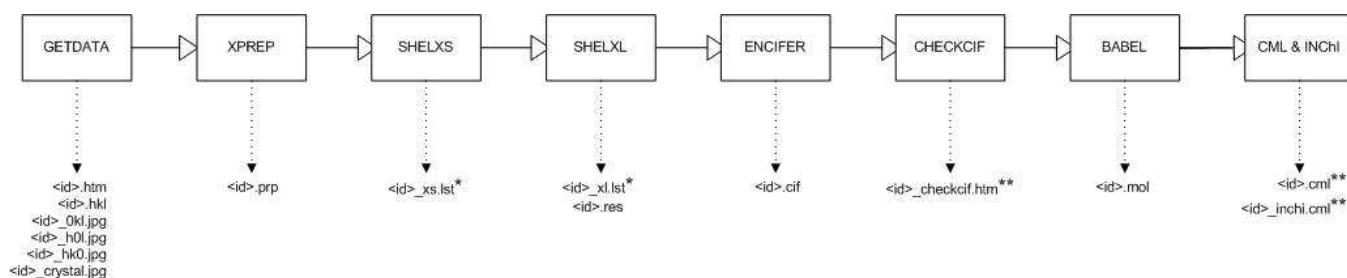 GETDATA
XPREP
SHELXS
SHELXL
ENCIFER
CHECKCIF
BABEL
CML & INChI
<id>.htm
<id>.hkl
<id>_0kl.jpg
<id>_h0l.jpg
<id>_hk0.jpg
<id>_crystal.jpg
<id>.prp
<id>_xs.lst*
<id>_xl.lst*
<id>.res
<id>.cif
<id>_checkcif.htm**
<id>.mol
<id>.cml**
<id>_inchi.cml**